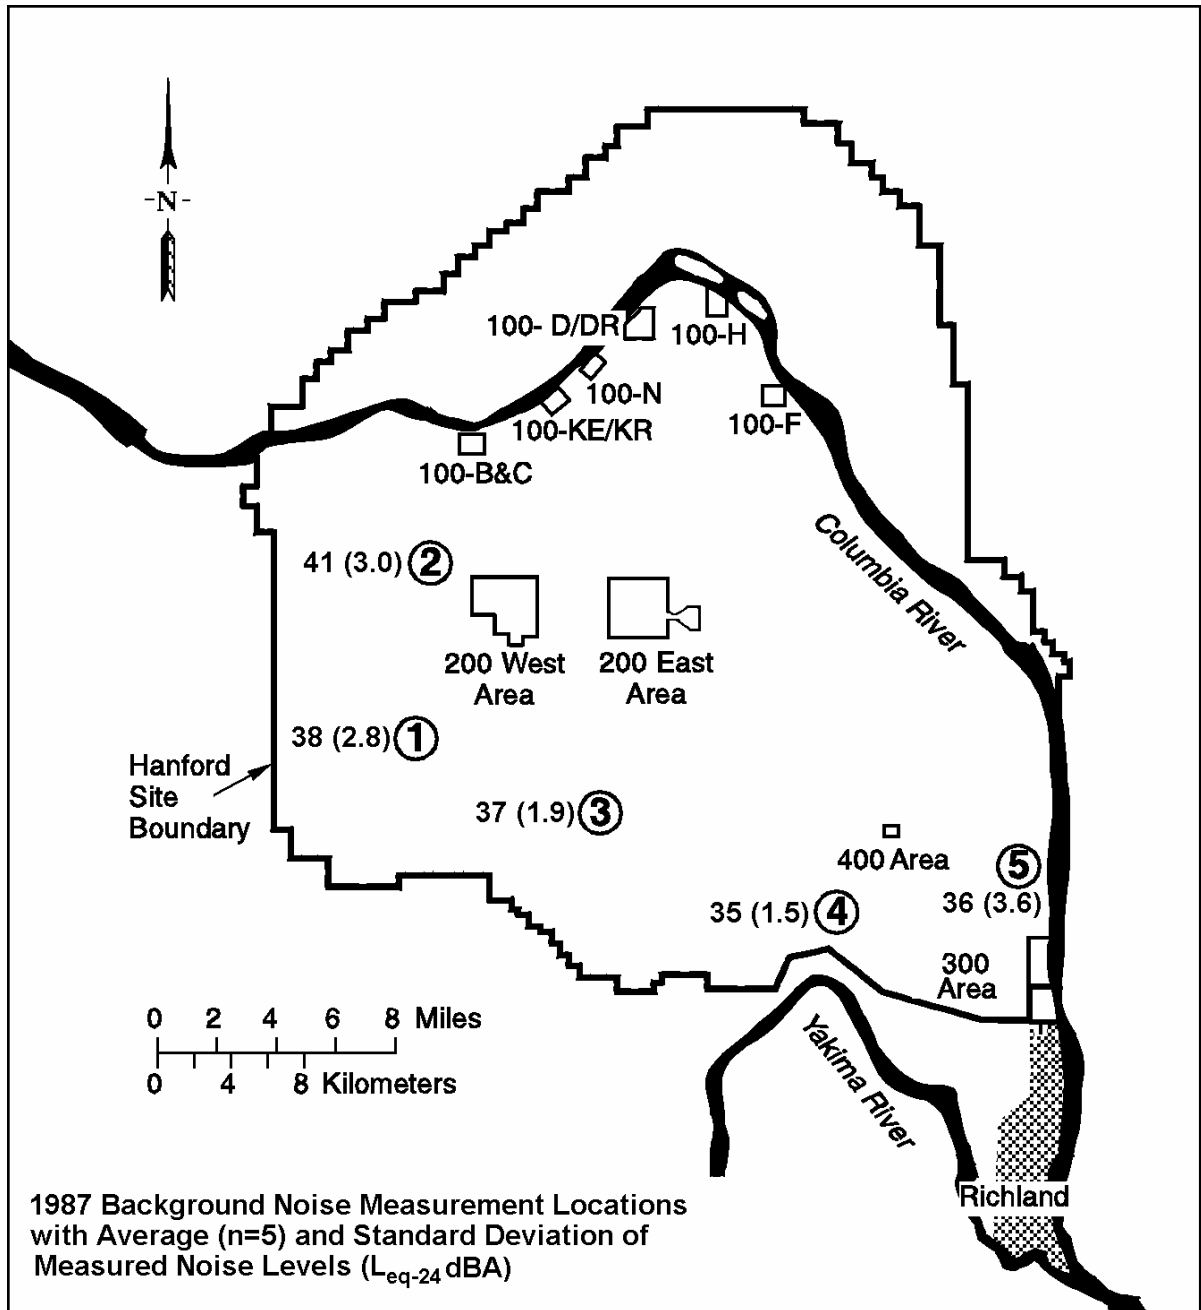 -N-
100- D/DR
100-H
100-N
100-F
100-KE/KR
100-B&C
Columbia River
41 (3.0) 2
200 West
Area
200 East
Area
38 (2.8) 1
Hanford
Site
Boundary
37 (1.9) 3
400 Area
5
36 (3.6)
35 (1.5) 4
300
Area
0 2 4 6 8 Miles
0 4 8 Kilometers
Yakima River
Richland
1987 Background Noise Measurement Locations
with Average (n=5) and Standard Deviation of
Measured Noise Levels (Leq-24 dBA)